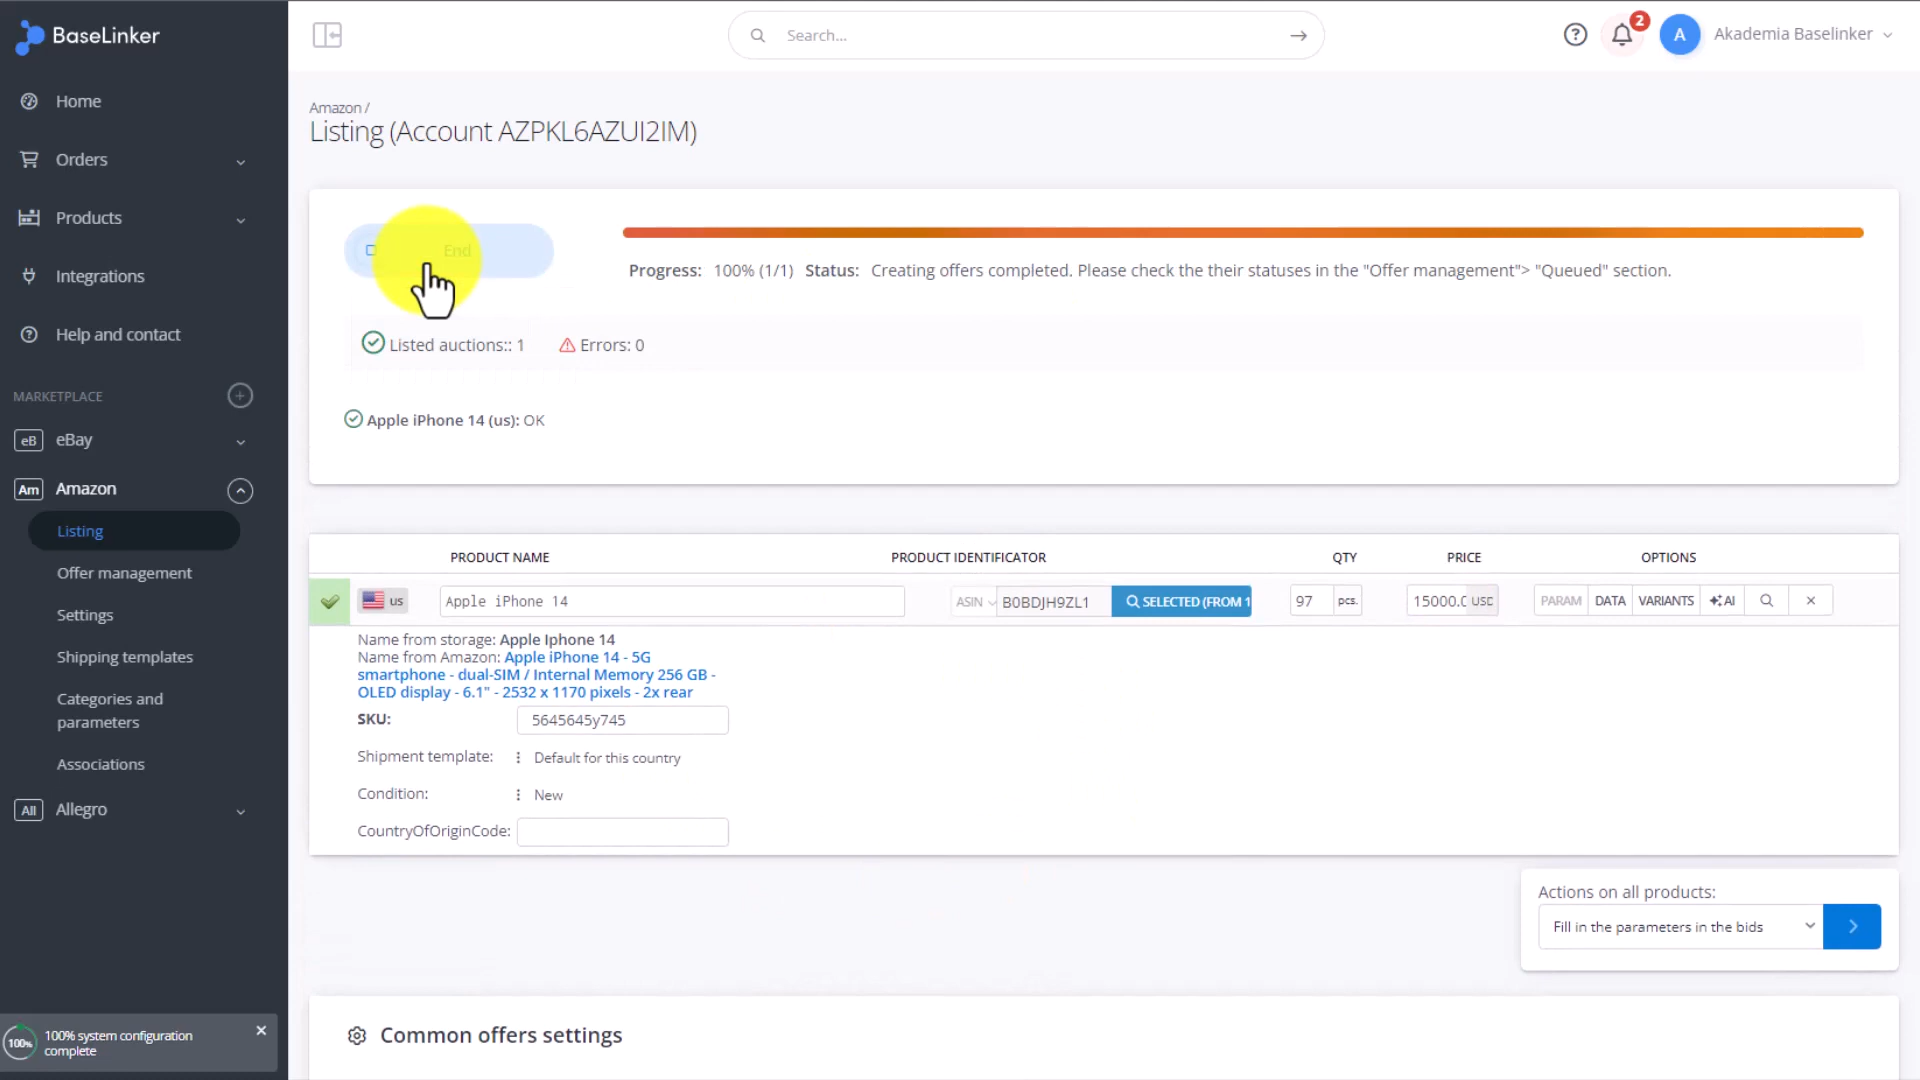 BaseLinker
Search...
2
A
Akademia Baselinker
Home
Orders
Products
Integrations
Help and contact
MARKETPLACE
eB eBay
Am Amazon
Listing
Offer management
Settings
Shipping templates
Categories and
parameters
Associations
All Allegro
100% 100% system configuration
complete
Amazon /
Listing (Account AZPKL6AZUI2IM)
End
Progress: 100% (1/1) Status: Creating offers completed. Please check the their statuses in the "Offer management"> "Queued" section.
Listed auctions:: 1 Errors: 0
Apple iPhone 14 (us): OK
PRODUCT NAME PRODUCT IDENTIFICATOR QTY PRICE OPTIONS
us Apple iPhone 14 ASIN B0BDJH9ZL1 SELECTED (FROM 1 97 pcs. 15000.0 USD PARAM DATA VARIANTS AI
Name from storage: Apple Iphone 14
Name from Amazon: Apple iPhone 14 - 5G
smartphone - dual-SIM / Internal Memory 256 GB -
OLED display - 6.1" - 2532 x 1170 pixels - 2x rear
SKU: 5645645y745
Shipment template: Default for this country
Condition: New
CountryOfOriginCode:
Actions on all products:
Fill in the parameters in the bids
Common offers settings